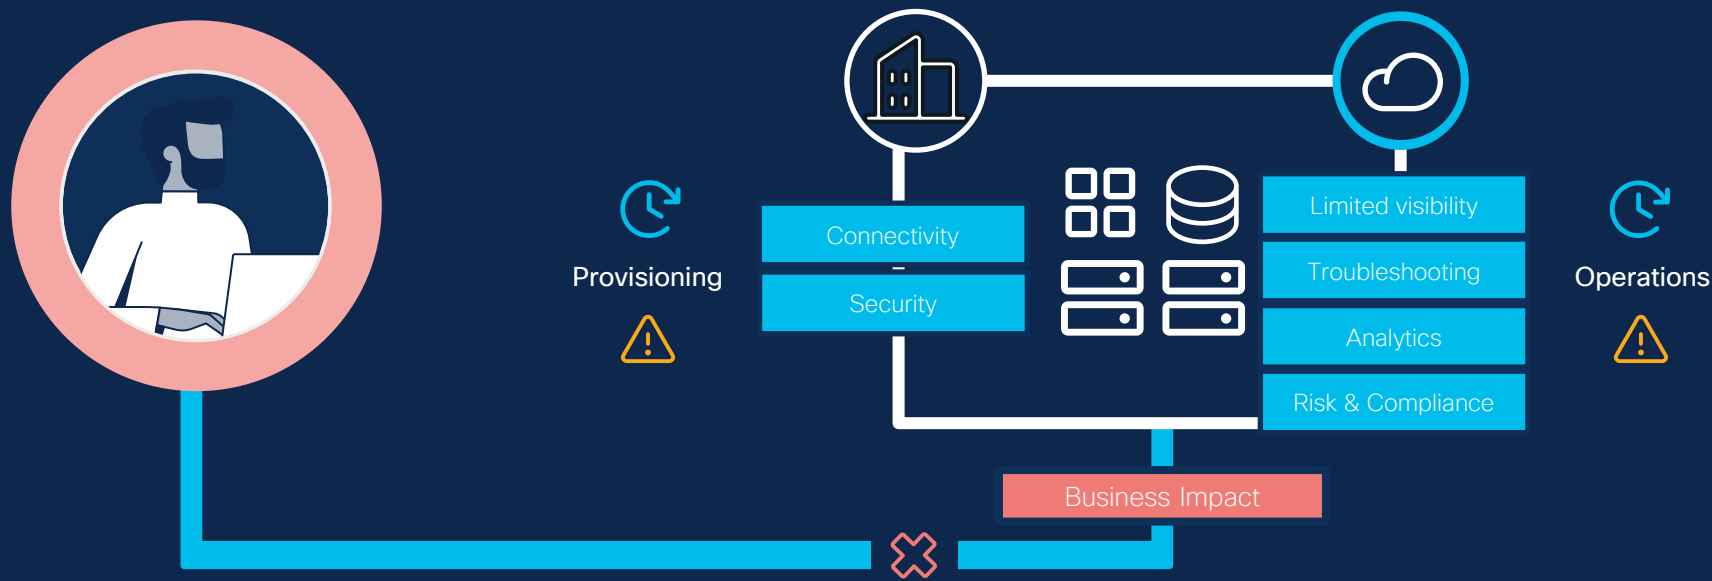 Provisioning
Connectivity
Security
Limited visibility
Troubleshooting
Analytics
Risk & Compliance
Operations
Business Impact